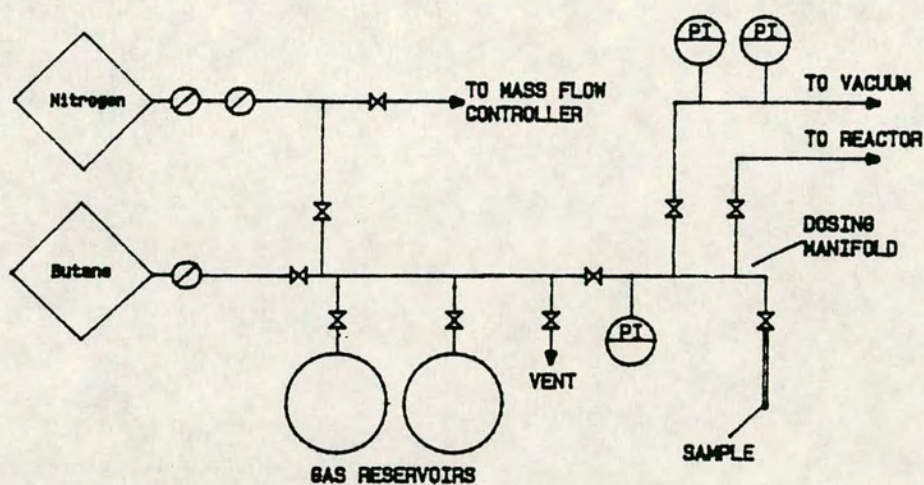 PI PI
Nitrogen
TO MASS FLOW
CONTROLLER
TO VACUUM
TO REACTOR
DOSING
MANIFOLD
Butane
PI
VENT
SAMPLE
GAS RESERVOIRS